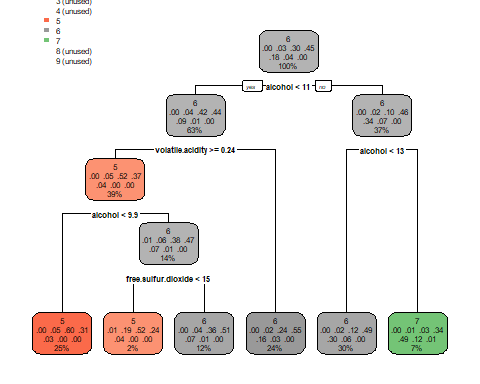 3 (unused)
4 (unused)
5
6
7
8 (unused)
9 (unused)
6
.00 .03 .30 .45
.18 .04 .00
100%
yes alcohol < 11 no
6
.00 .04 .42 .44
.09 .01 .00
63%
6
.00 .02 .10 .46
.34 .07 .00
37%
volatile.acidity >= 0.24
alcohol < 13
5
.00 .05 .52 .37
.04 .00 .00
39%
alcohol < 9.9
6
.01 .06 .38 .47
.07 .01 .00
14%
free.sulfur.dioxide < 15
5
.00 .05 .60 .31
.03 .00 .00
25%
5
.01 .19 .52 .24
.04 .00 .00
2%
6
.00 .04 .36 .51
.07 .01 .00
12%
6
.00 .02 .24 .55
.16 .03 .00
24%
6
.00 .02 .12 .49
.30 .06 .00
30%
7
.00 .01 .03 .34
.49 .12 .01
7%